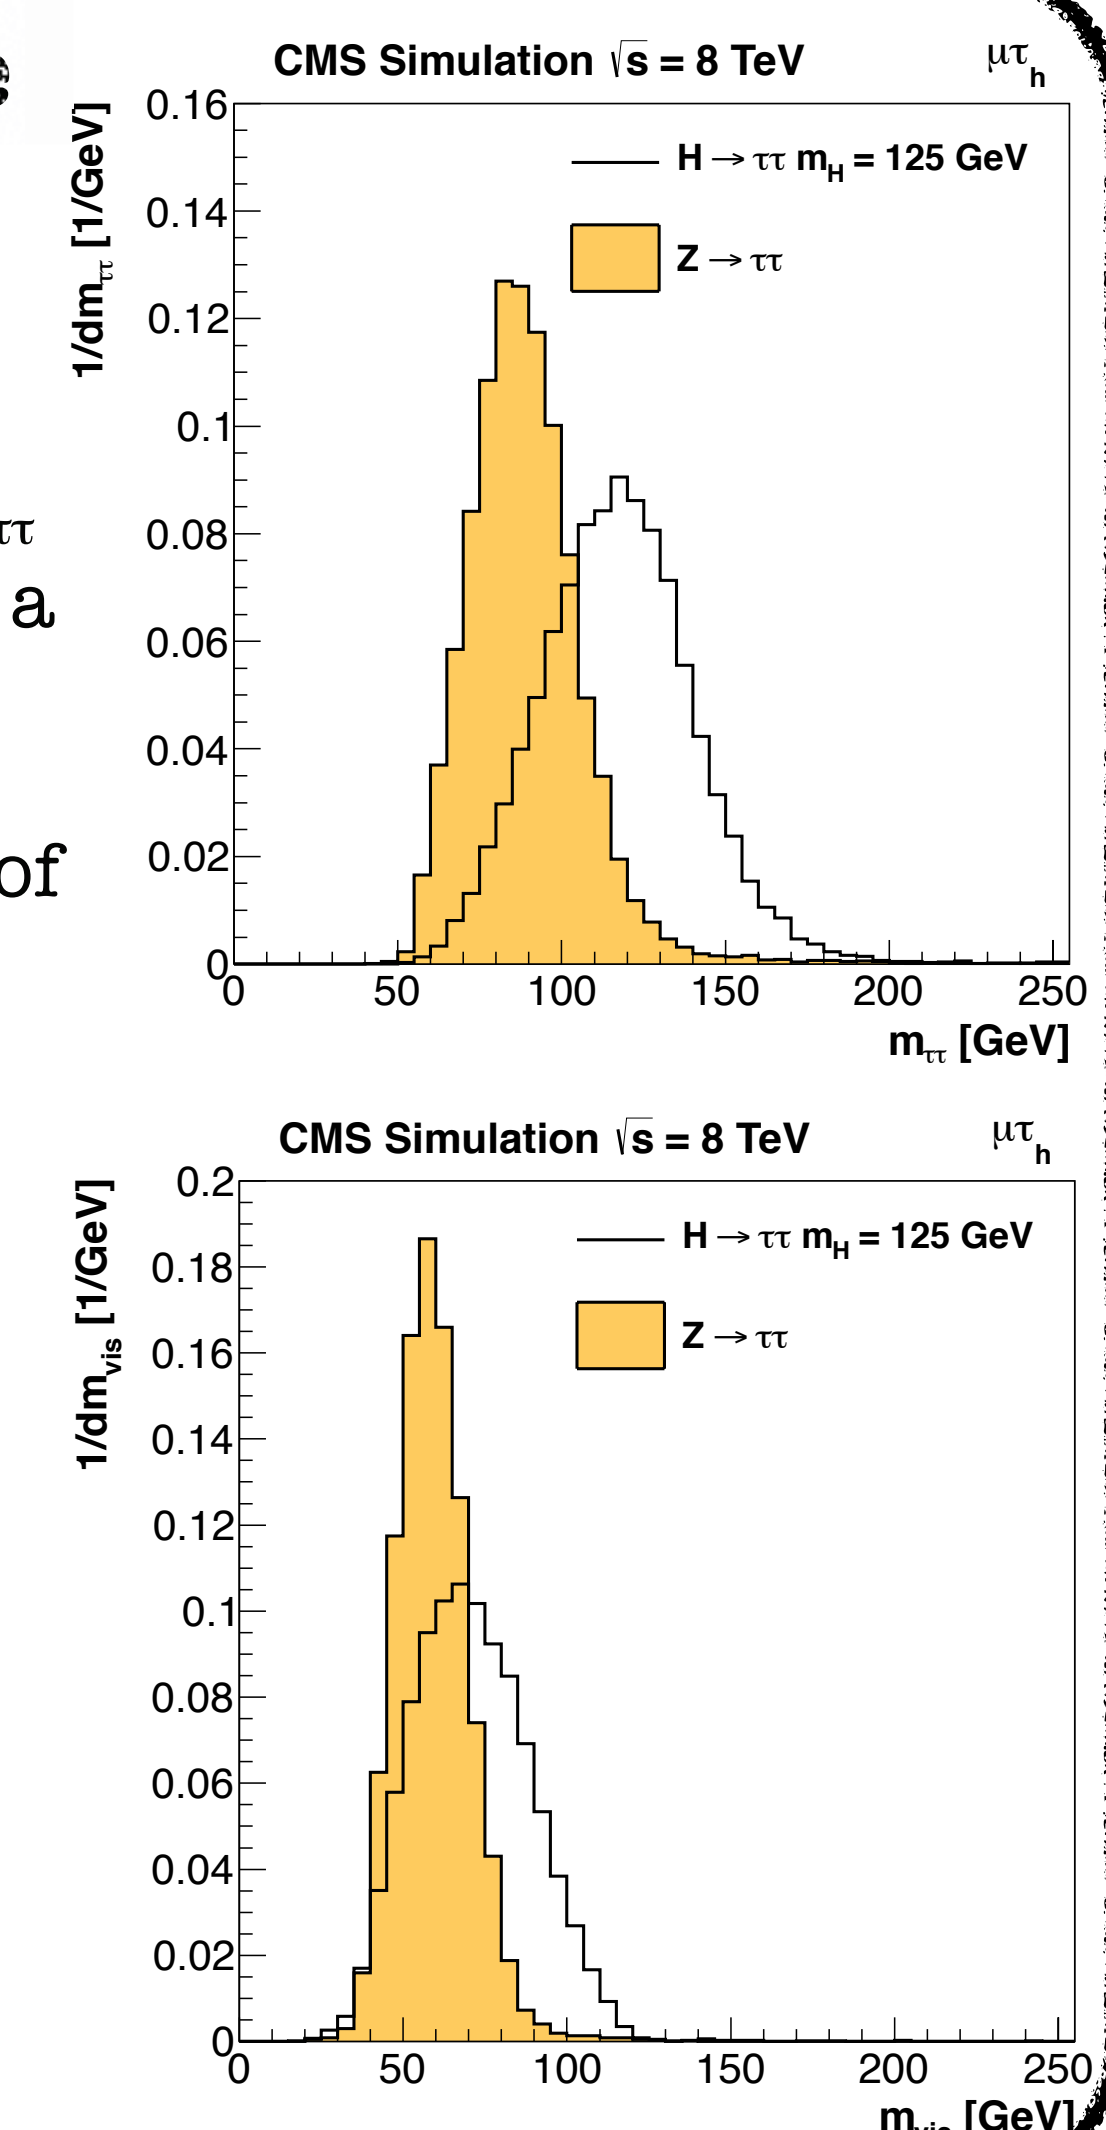 CMS Simulation √s = 8 TeV μτh
1/dmττ [1/GeV]
0.16
0.14
0.12
0.1
0.08
0.06
0.04
0.02
0
H → ττ mH = 125 GeV
Z → ττ
0 50 100 150 200 250
mττ [GeV]
ττ
a
of
CMS Simulation √s = 8 TeV μτh
1/dmvis [1/GeV]
0.2
0.18
0.16
0.14
0.12
0.1
0.08
0.06
0.04
0.02
0
H → ττ mH = 125 GeV
Z → ττ
0 50 100 150 200 250
mvis [GeV]